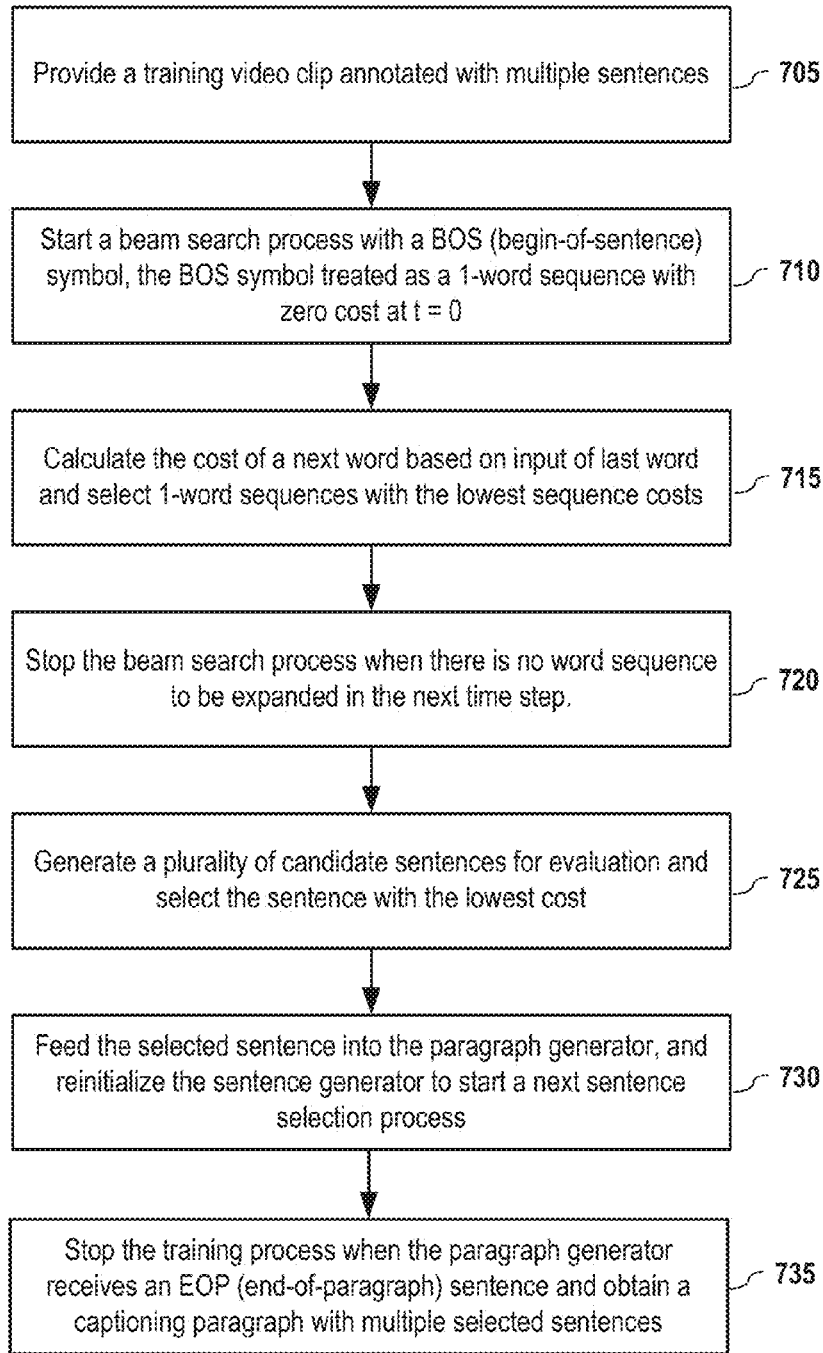 Provide a training video clip annotated with multiple sentences
705
Start a beam search process with a BOS (begin-of-sentence)
symbol, the BOS symbol treated as a 1-word sequence with
zero cost at t = 0
710
Calculate the cost of a next word based on input of last word
and select 1-word sequences with the lowest sequence costs
715
Stop the beam search process when there is no word sequence
to be expanded in the next time step.
720
Generate a plurality of candidate sentences for evaluation and
select the sentence with the lowest cost
725
Feed the selected sentence into the paragraph generator, and
reinitialize the sentence generator to start a next sentence
selection process
730
Stop the training process when the paragraph generator
receives an EOP (end-of-paragraph) sentence and obtain a
captioning paragraph with multiple selected sentences
735